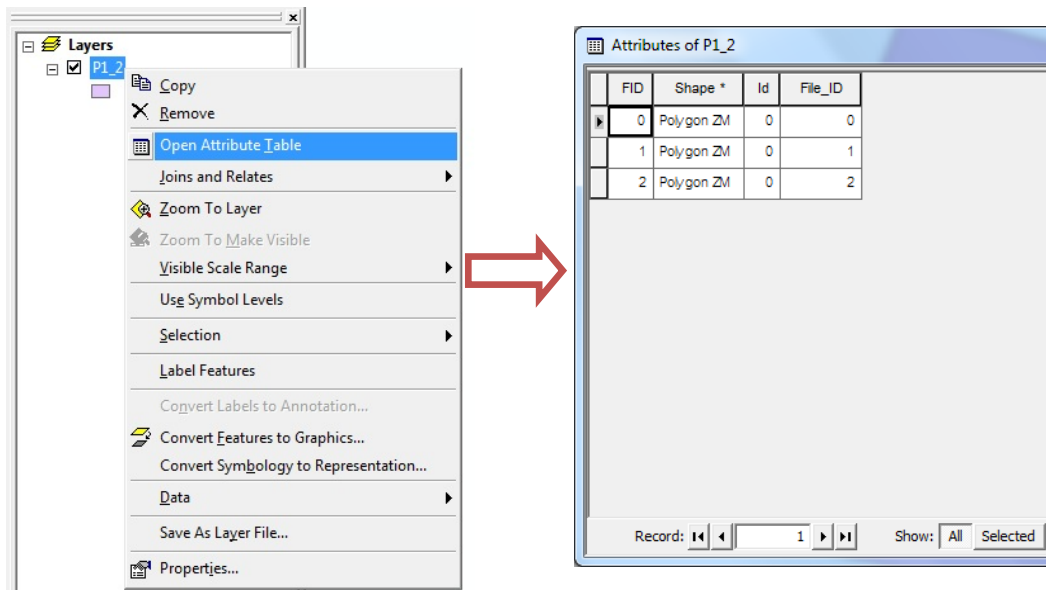 Layers
P1_2
Copy
Remove
Open Attribute Table
Joins and Relates
Zoom To Layer
Zoom To Make Visible
Visible Scale Range
Use Symbol Levels
Selection
Label Features
Convert Labels to Annotation...
Convert Features to Graphics...
Convert Symbology to Representation...
Data
Save As Layer File...
Properties...
Attributes of P1_2
FID Shape * Id File_ID
0 Polygon ZM 0 0
1 Polygon ZM 0 1
2 Polygon ZM 0 2
Record: 1 Show: All Selected